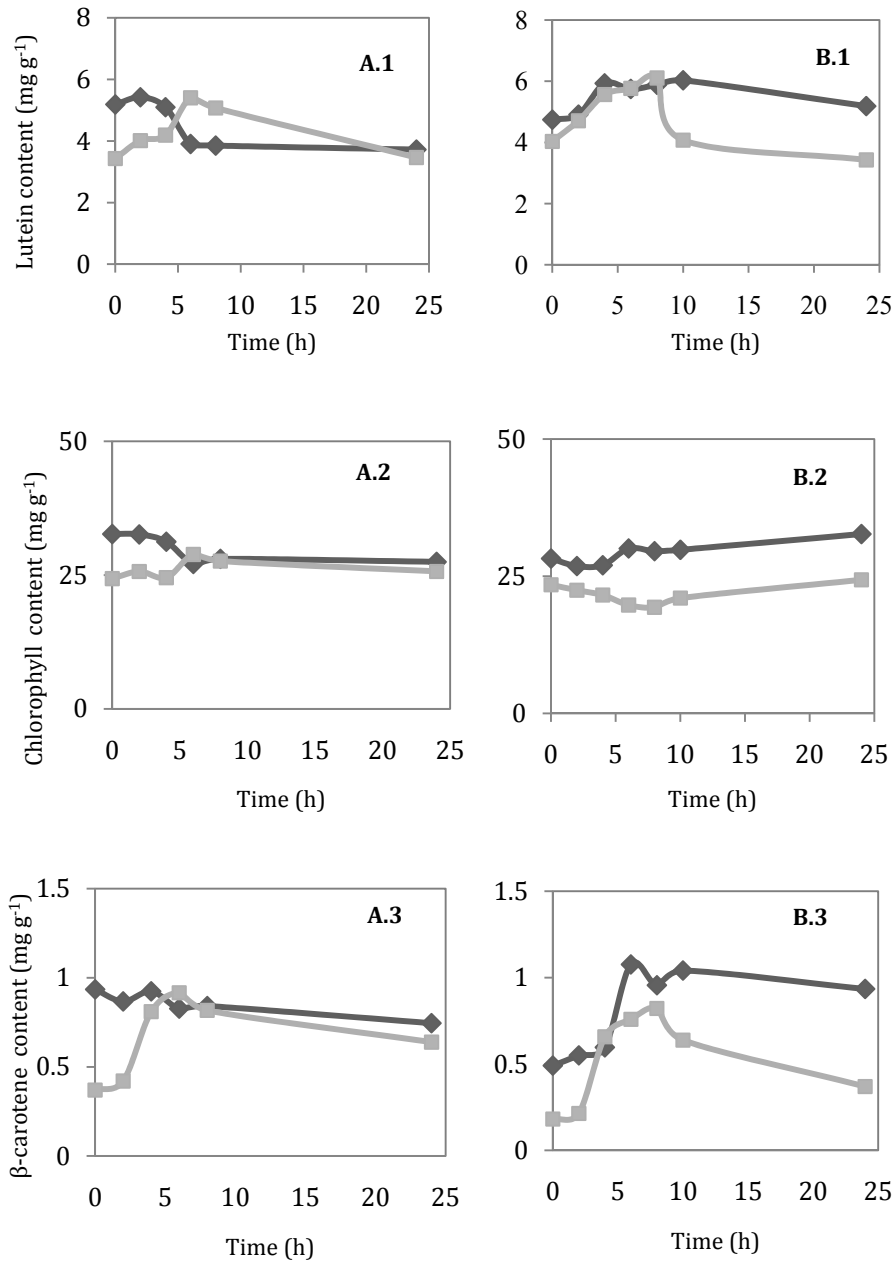 8
6
4
2
0
Lutein content (mg g-1)
A.1
0 5 10 15 20 25
Time (h)
8
6
4
2
0
B.1
0 5 10 15 20 25
Time (h)
50
25
0
Chlorophyll content (mg g-1)
A.2
0 5 10 15 20 25
Time (h)
50
25
0
B.2
0 5 10 15 20 25
Time (h)
1.5
1
0.5
0
β-carotene content (mg g-1)
A.3
0 5 10 15 20 25
Time (h)
1.5
1
0.5
0
B.3
0 5 10 15 20 25
Time (h)